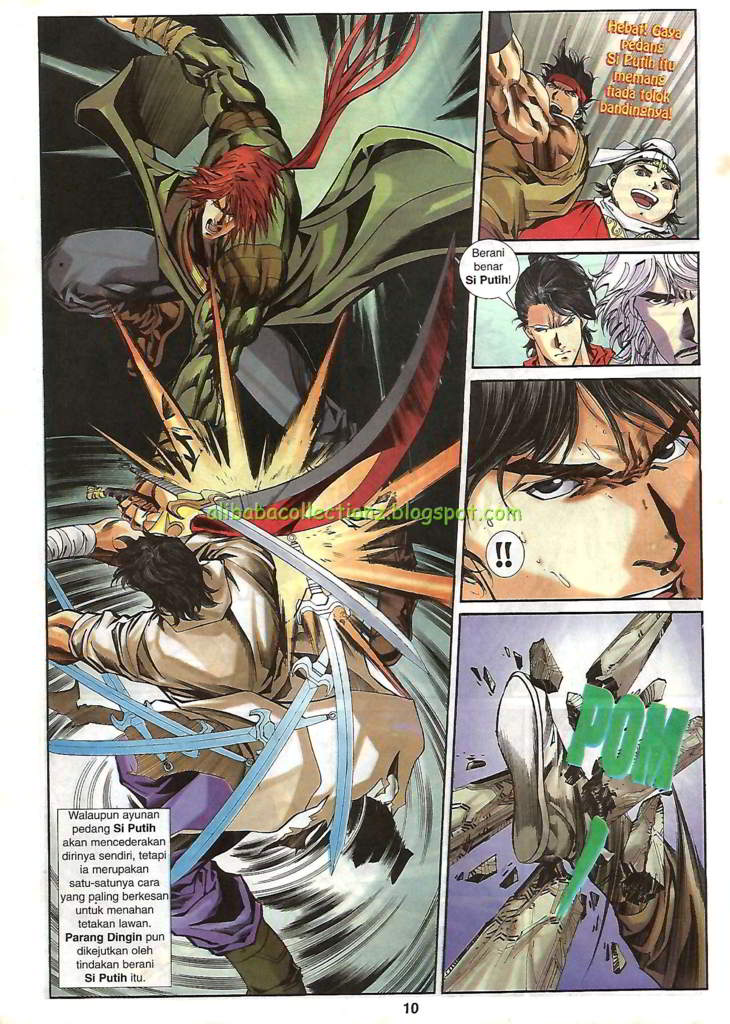 Hebat! Gaya
pedang
Si Putih itu
memang
tiada tolok
bandingnya!
Berani
benar
Si Putih!
alibabacollectionz.blogspot.com
!!
POM
!
Walaupun ayunan
pedang Si Putih
akan mencederakan
dirinya sendiri, tetapi
ia merupakan
satu-satunya cara
yang paling berkesan
untuk menahan
tetakan lawan.
Parang Dingin pun
dikejutkan oleh
tindakan berani
Si Putih itu.
10